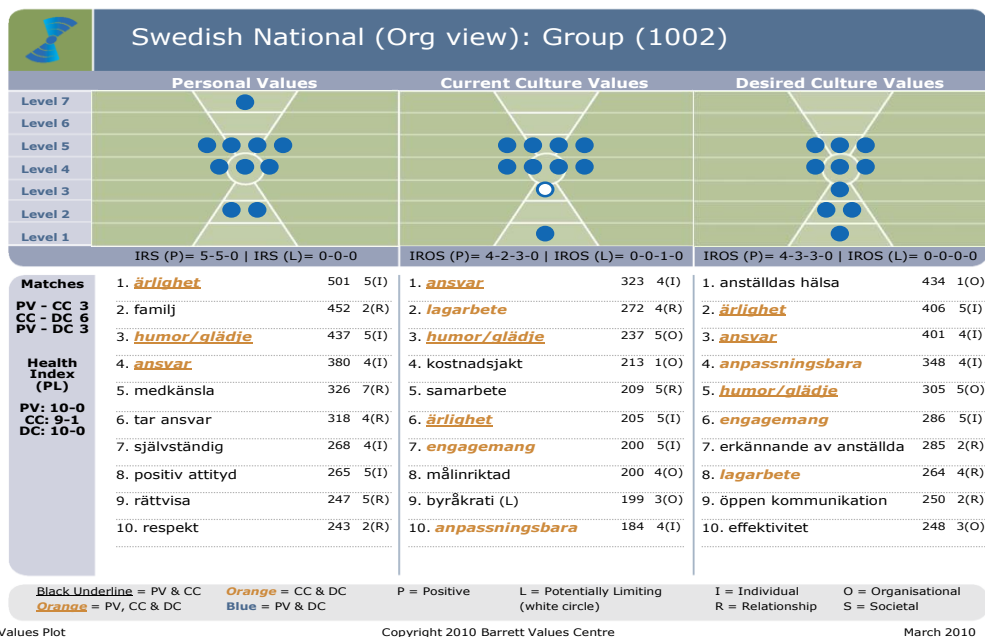 Swedish National (Org view): Group (1002)
Personal Values
Current Culture Values
Desired Culture Values
Level 7
Level 6
Level 5
Level 4
Level 3
Level 2
Level 1
IRS (P)= 5-5-0 | IRS (L)= 0-0-0
IROS (P)= 4-2-3-0 | IROS (L)= 0-0-1-0
IROS (P)= 4-3-3-0 | IROS (L)= 0-0-0-0
Matches
PV - CC 3
CC - DC 6
PV - DC 3
Health
Index
(PL)
PV: 10-0
CC: 9-1
DC: 10-0
1. ärlighet 501 5(I)
2. familj 452 2(R)
3. humor/glädje 437 5(I)
4. ansvar 380 4(I)
5. medkänsla 326 7(R)
6. tar ansvar 318 4(R)
7. självständig 268 4(I)
8. positiv attityd 265 5(I)
9. rättvisa 247 5(R)
10. respekt 243 2(R)
1. ansvar 323 4(I)
2. lagarbete 272 4(R)
3. humor/glädje 237 5(O)
4. kostnadsjakt 213 1(O)
5. samarbete 209 5(R)
6. ärlighet 205 5(I)
7. engagemang 200 5(I)
8. målinriktad 200 4(O)
9. byråkrati (L) 199 3(O)
10. anpassningsbara 184 4(I)
1. anställdas hälsa 434 1(O)
2. ärlighet 406 5(I)
3. ansvar 401 4(I)
4. anpassningsbara 348 4(I)
5. humor/glädje 305 5(O)
6. engagemang 286 5(I)
7. erkännande av anställda 285 2(R)
8. lagarbete 264 4(R)
9. öppen kommunikation 250 2(R)
10. effektivitet 248 3(O)
Black Underline = PV & CC
Orange = PV, CC & DC
Orange = CC & DC
Blue = PV & DC
P = Positive
L = Potentially Limiting
(white circle)
I = Individual
R = Relationship
O = Organisational
S = Societal
Values Plot
Copyright 2010 Barrett Values Centre
March 2010